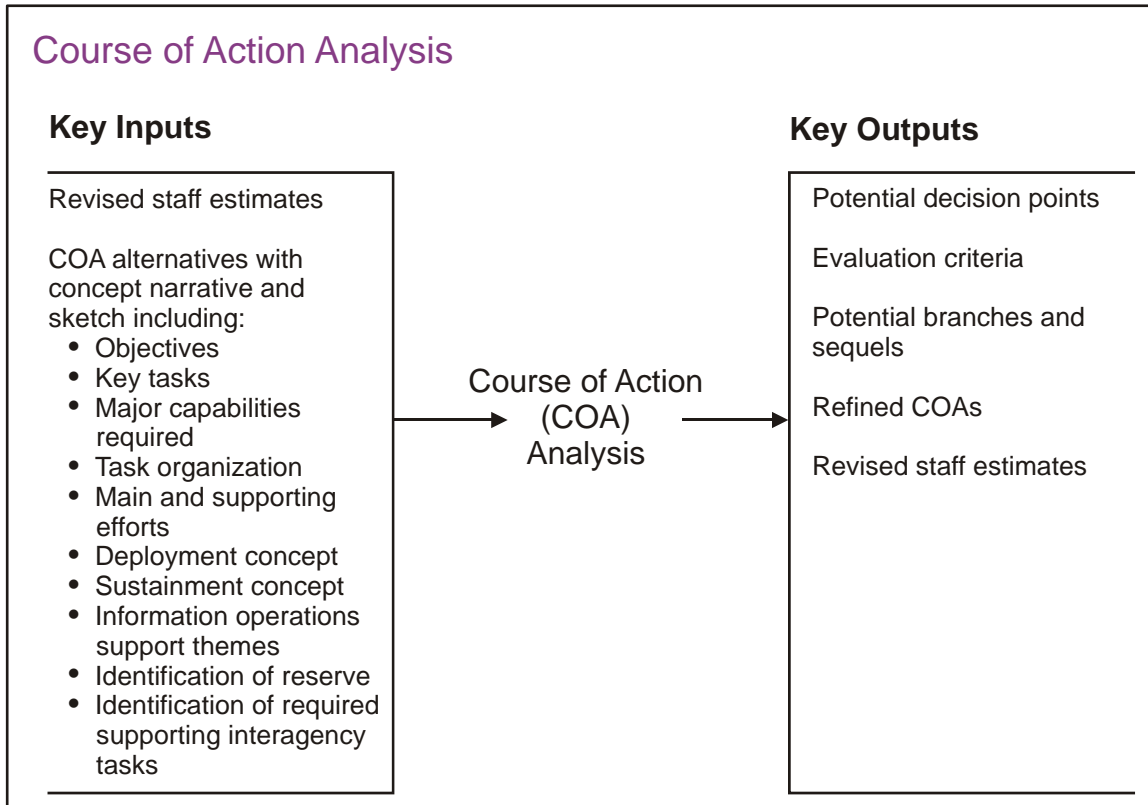 Course of Action Analysis
Key Inputs
Revised staff estimates
COA alternatives with
concept narrative and
sketch including:
• Objectives
• Key tasks
• Major capabilities
required
• Task organization
• Main and supporting
efforts
• Deployment concept
• Sustainment concept
• Information operations
support themes
• Identification of reserve
• Identification of required
supporting interagency
tasks
Course of Action
(COA)
Analysis
Key Outputs
Potential decision points
Evaluation criteria
Potential branches and
sequels
Refined COAs
Revised staff estimates